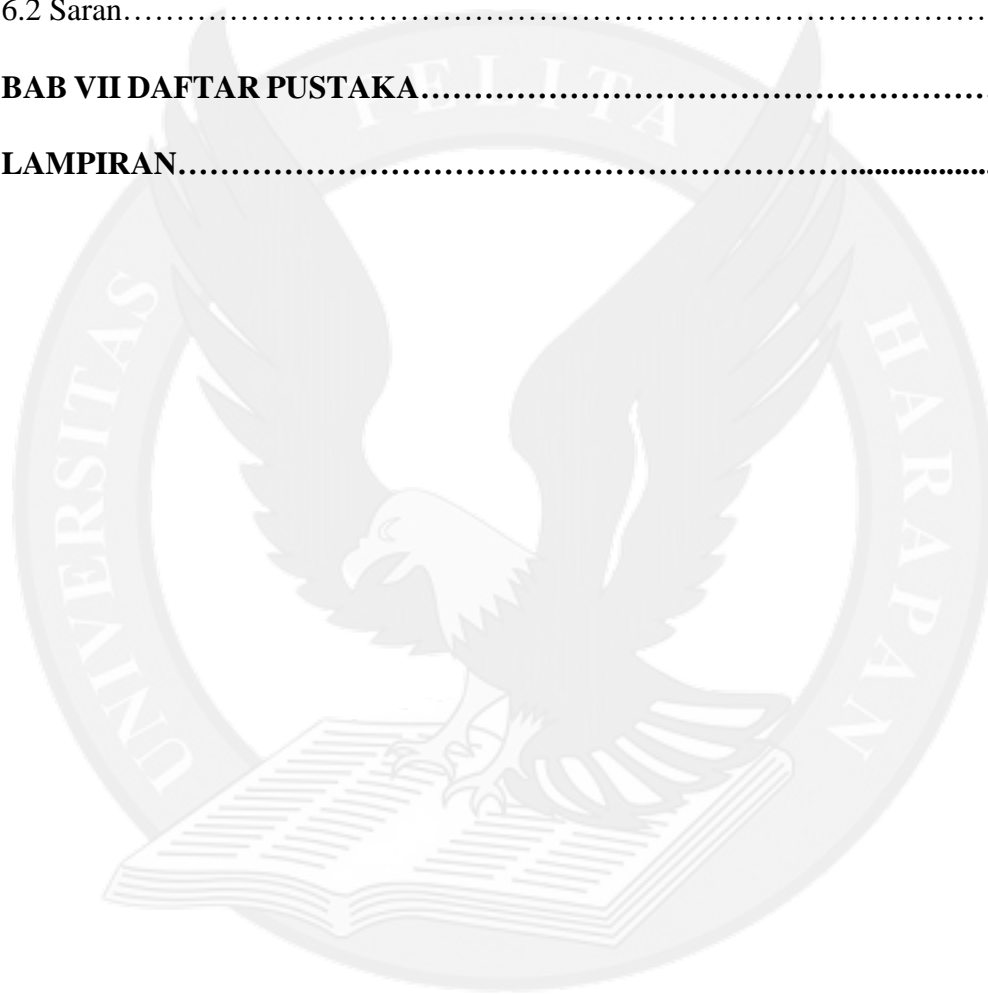 6.2 Saran……………………………………………………………………………
BAB VII DAFTAR PUSTAKA……………………………………………
LAMPIRAN………………………………………………………..................
UNIVERSITAS PELITA HARAPAN